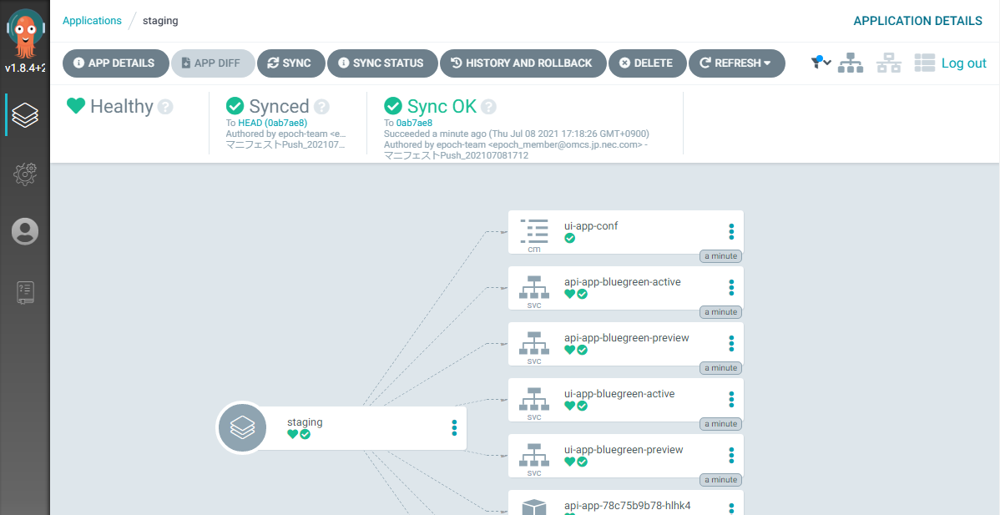 Applications
staging
APPLICATION DETAILS
v1.8.4+2
APP DETAILS
APP DIFF
SYNC
SYNC STATUS
HISTORY AND ROLLBACK
DELETE
REFRESH
Log out
Healthy
Synced
To HEAD (0ab7ae8)
Authored by epoch-team <e...
マニフェストPush_202107...
Sync OK
To 0ab7ae8
Succeeded a minute ago (Thu Jul 08 2021 17:18:26 GMT+0900)
Authored by epoch-team <epoch_member@omcs.jp.nec.com> -
マニフェストPush_202107081712
ui-app-conf
cm
a minute
api-app-bluegreen-active
svc
a minute
api-app-bluegreen-preview
svc
a minute
ui-app-bluegreen-active
svc
a minute
staging
ui-app-bluegreen-preview
svc
a minute
api-app-78c75b9b78-hlhk4